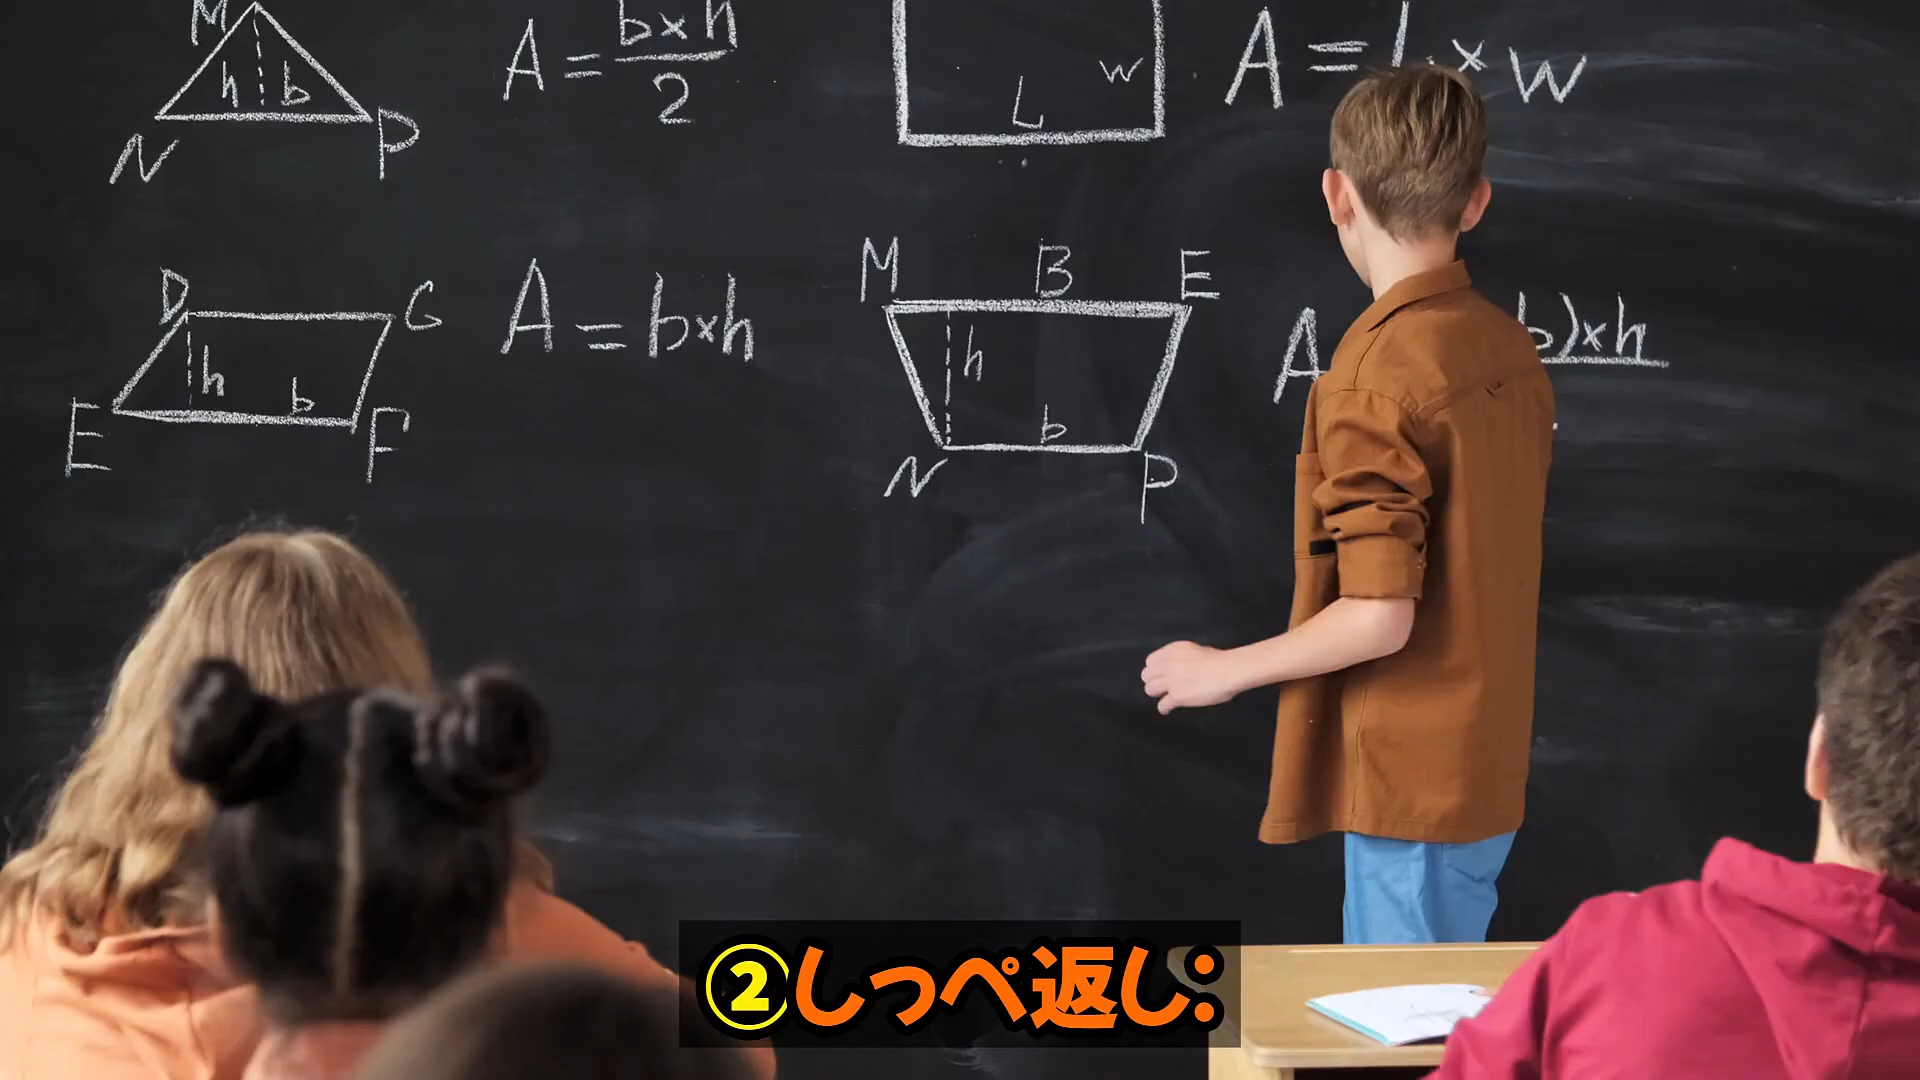 M
h b
N P
A = b×h/2
L w
A = L × w
D G
h b
E F
A = b×h
M B E
h
b
N P
A b)×h
②しっぺ返し: